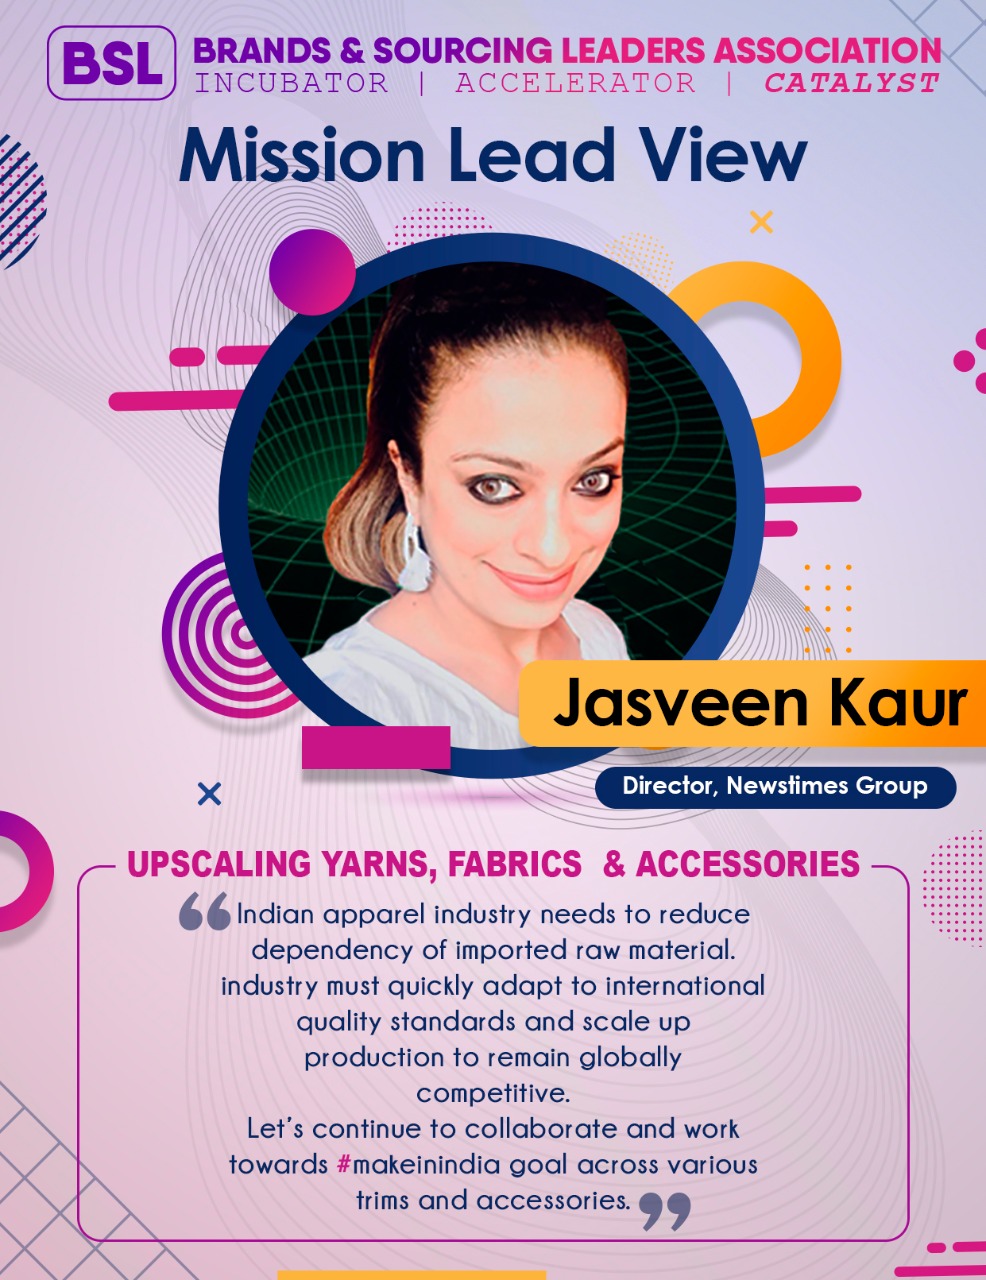 BSL
BRANDS & SOURCING LEADERS ASSOCIATION
INCUBATOR | ACCELERATOR | CATALYST
Mission Lead View
Jasveen Kaur
Director, Newstimes Group
UPSCALING YARNS, FABRICS & ACCESSORIES
“Indian apparel industry needs to reduce
dependency of imported raw material.
industry must quickly adapt to international
quality standards and scale up
production to remain globally
competitive.
Let’s continue to collaborate and work
towards #makeinindia goal across various
trims and accessories.”